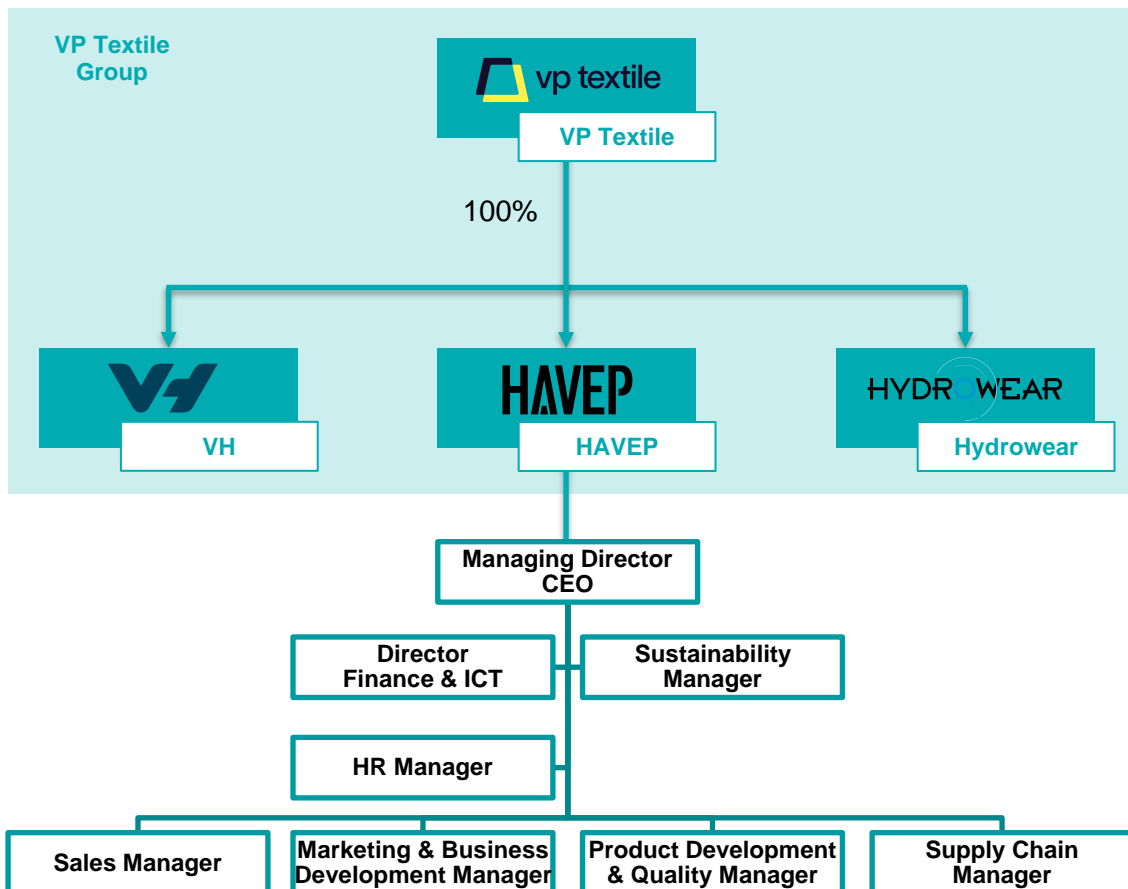 VP Textile
Group
vp textile
VP Textile
100%
VH
HAVEP
HYDROWEAR
VH
HAVEP
Hydrowear
Managing Director
CEO
Director
Finance & ICT
Sustainability
Manager
HR Manager
Sales Manager
Marketing & Business
Development Manager
Product Development
& Quality Manager
Supply Chain
Manager